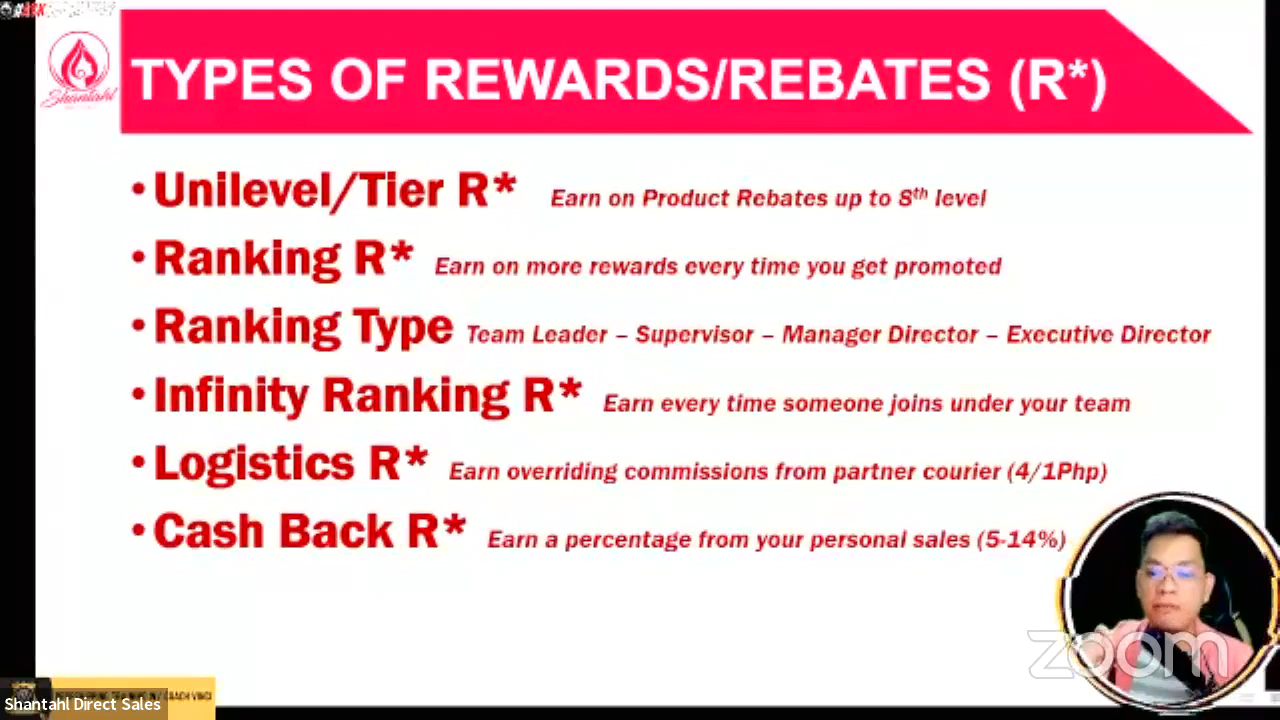 Shantahl
TYPES OF REWARDS/REBATES (R*)
• Unilevel/Tier R* Earn on Product Rebates up to 8th level
• Ranking R* Earn on more rewards every time you get promoted
• Ranking Type Team Leader – Supervisor – Manager Director – Executive Director
• Infinity Ranking R* Earn every time someone joins under your team
• Logistics R* Earn overriding commissions from partner courier (4/1Php)
• Cash Back R* Earn a percentage from your personal sales (5-14%)
zoom
COACH VINCI
Shantahl Direct Sales